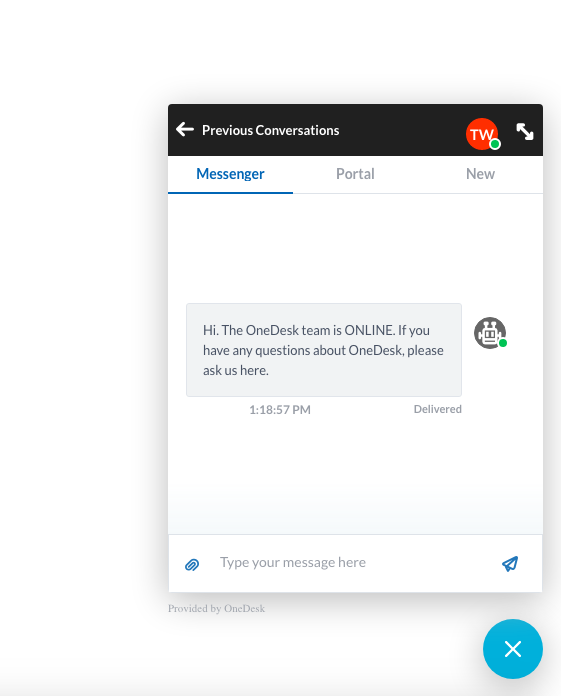 Previous Conversations
TW
Messenger
Portal
New
Hi. The OneDesk team is ONLINE. If you
have any questions about OneDesk, please
ask us here.
1:18:57 PM
Delivered
Type your message here
Provided by OneDesk